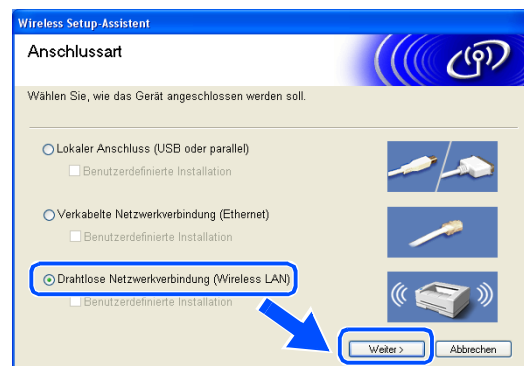 Wireless Setup-Assistent
Anschlussart
Wählen Sie, wie das Gerät angeschlossen werden soll.
Lokaler Anschluss (USB oder parallel)
Benutzerdefinierte Installation
Verkabelte Netzwerkverbindung (Ethernet)
Benutzerdefinierte Installation
Drahtlose Netzwerkverbindung (Wireless LAN)
Benutzerdefinierte Installation
Weiter >
Abbrechen